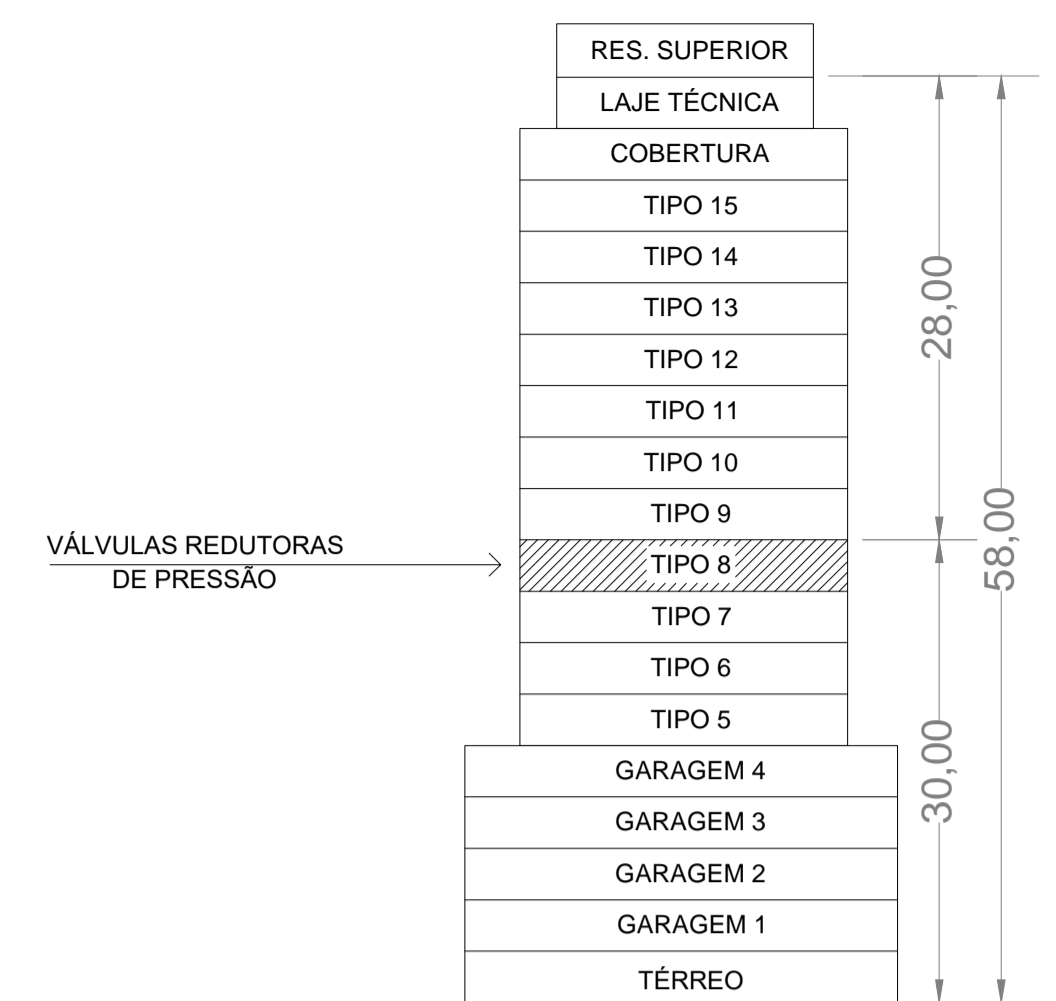 RES. SUPERIOR
LAJE TÉCNICA
COBERTURA
TIPO 15
TIPO 14
TIPO 13
TIPO 12
TIPO 11
TIPO 10
TIPO 9
TIPO 8
TIPO 7
TIPO 6
TIPO 5
GARAGEM 4
GARAGEM 3
GARAGEM 2
GARAGEM 1
TÉRREO
VÁLVULAS REDUTORAS
DE PRESSÃO
28,00
30,00
58,00